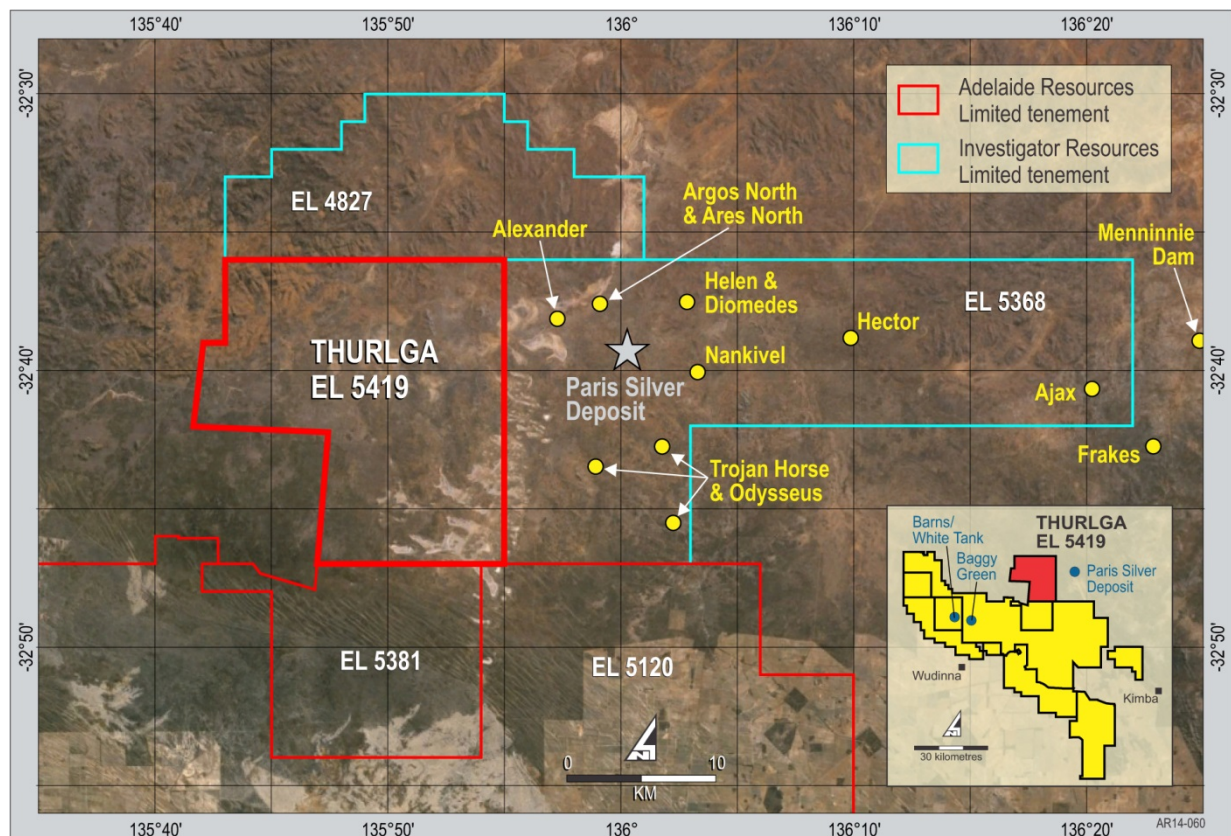 135°40'
135°50'
136°
136°10'
136°20'
-32°30'
-32°30'
Adelaide Resources
Limited tenement
Investigator Resources
Limited tenement
EL 4827
Argos North
& Ares North
Alexander
Menninnie
Dam
Helen &
Diomedes
EL 5368
Hector
THURLGA
EL 5419
-32°40'
-32°40'
Nankivel
Paris Silver
Deposit
Ajax
Frakes
Trojan Horse
& Odysseus
Barns/
White Tank
THURLGA
EL 5419
Baggy
Green
Paris Silver
Deposit
-32°50'
-32°50'
EL 5381
EL 5120
Wudinna
Kimba
N
30 kilometres
N
0
10
KM
135°40'
135°50'
136°
136°10'
136°20'
AR14-060